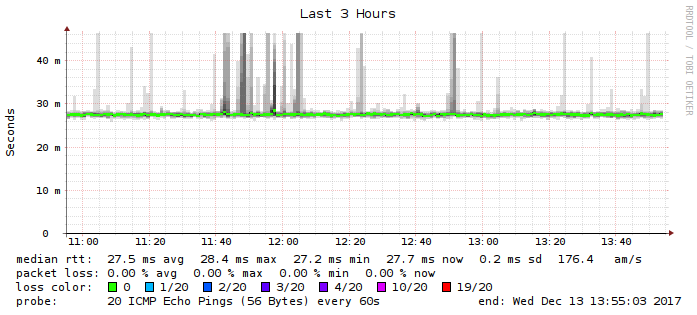 Last 3 Hours
RRDTOOL / TOBI OETIKER
Seconds
40 m
30 m
20 m
10 m
0
11:00 11:20 11:40 12:00 12:20 12:40 13:00 13:20 13:40
median rtt: 27.5 ms avg 28.4 ms max 27.2 ms min 27.7 ms now 0.2 ms sd 176.4 am/s
packet loss: 0.00 % avg 0.00 % max 0.00 % min 0.00 % now
loss color: 0 1/20 2/20 3/20 4/20 10/20 19/20
probe: 20 ICMP Echo Pings (56 Bytes) every 60s end: Wed Dec 13 13:55:03 2017